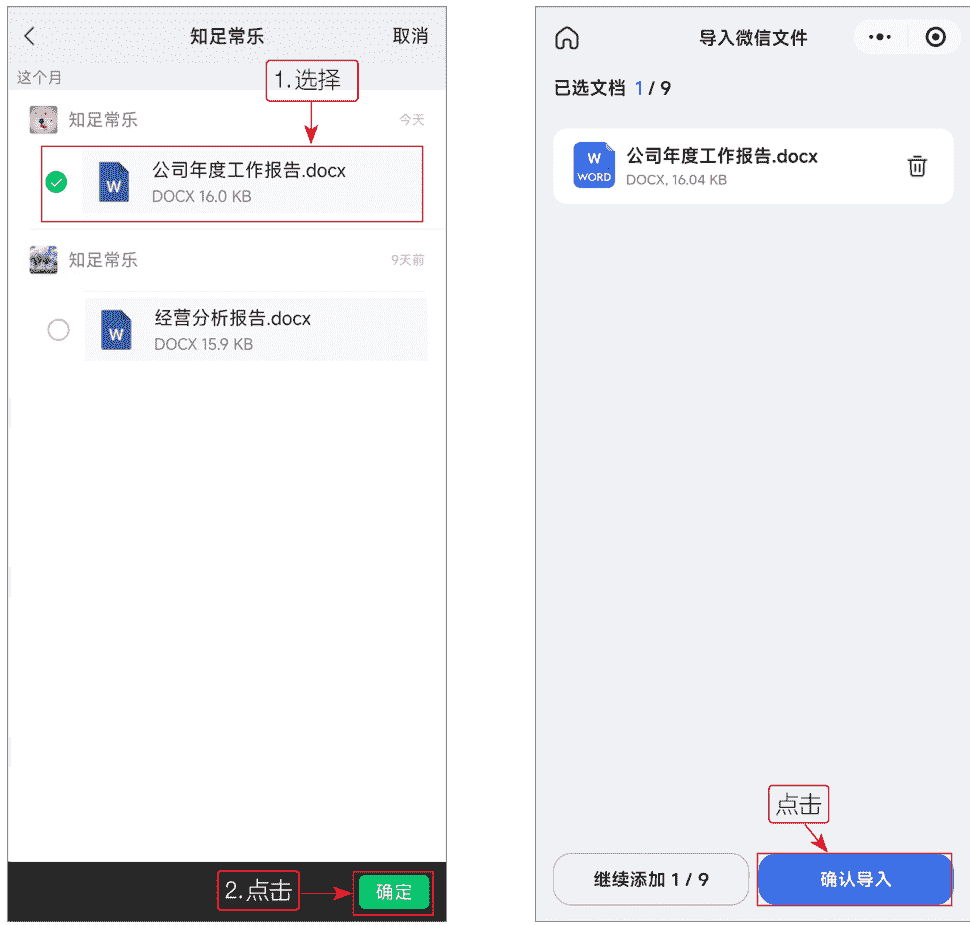 知足常乐
取消
这个月
1.选择
知足常乐
今天
W
公司年度工作报告.docx
DOCX 16.0 KB
知足常乐
9天前
W
经营分析报告.docx
DOCX 15.9 KB
2.点击
确定
导入微信文件
已选文档 1 / 9
W
WORD
公司年度工作报告.docx
DOCX, 16.04 KB
点击
继续添加 1 / 9
确认导入